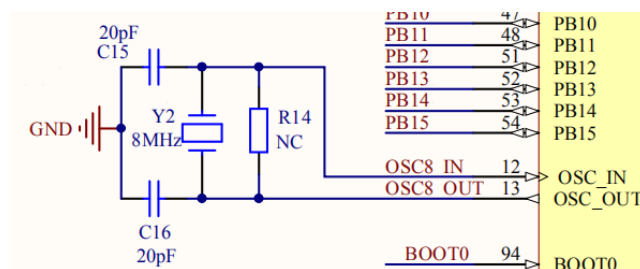 PB10 47 PB10
20pF
C15
PB11 48 PB11
PB12 51 PB12
PB13 52 PB13
Y2
8MHz
R14
NC
PB14 53 PB14
GND
PB15 54 PB15
OSC8_IN 12 OSC_IN
OSC8_OUT 13 OSC_OUT
C16
20pF
BOOT0 94 BOOT0